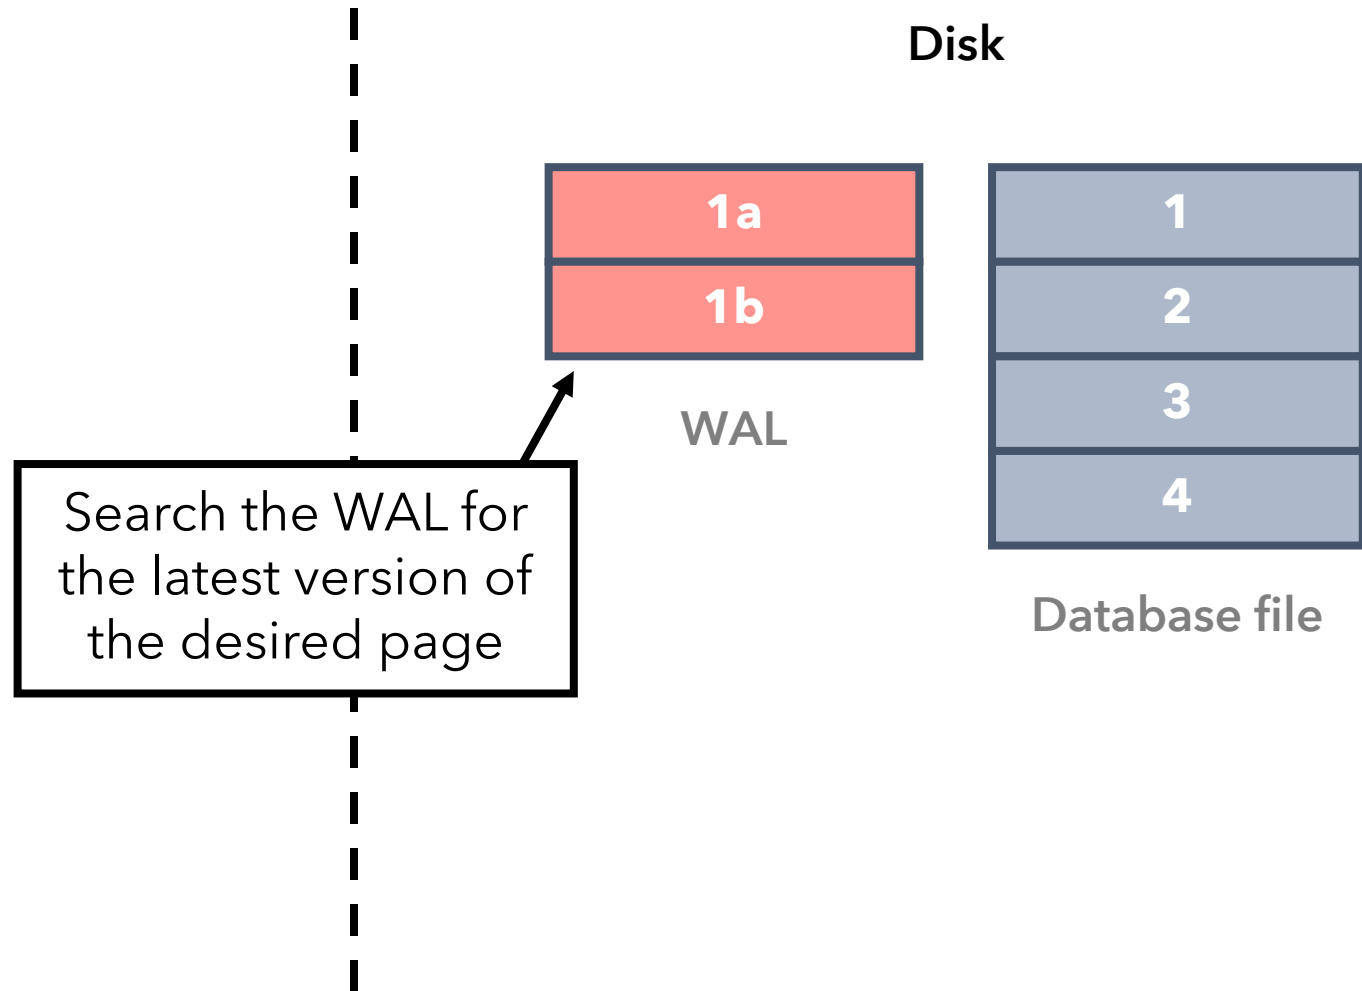 Disk
1a
1b
WAL
1
2
3
4
Database file
Search the WAL for
the latest version of
the desired page